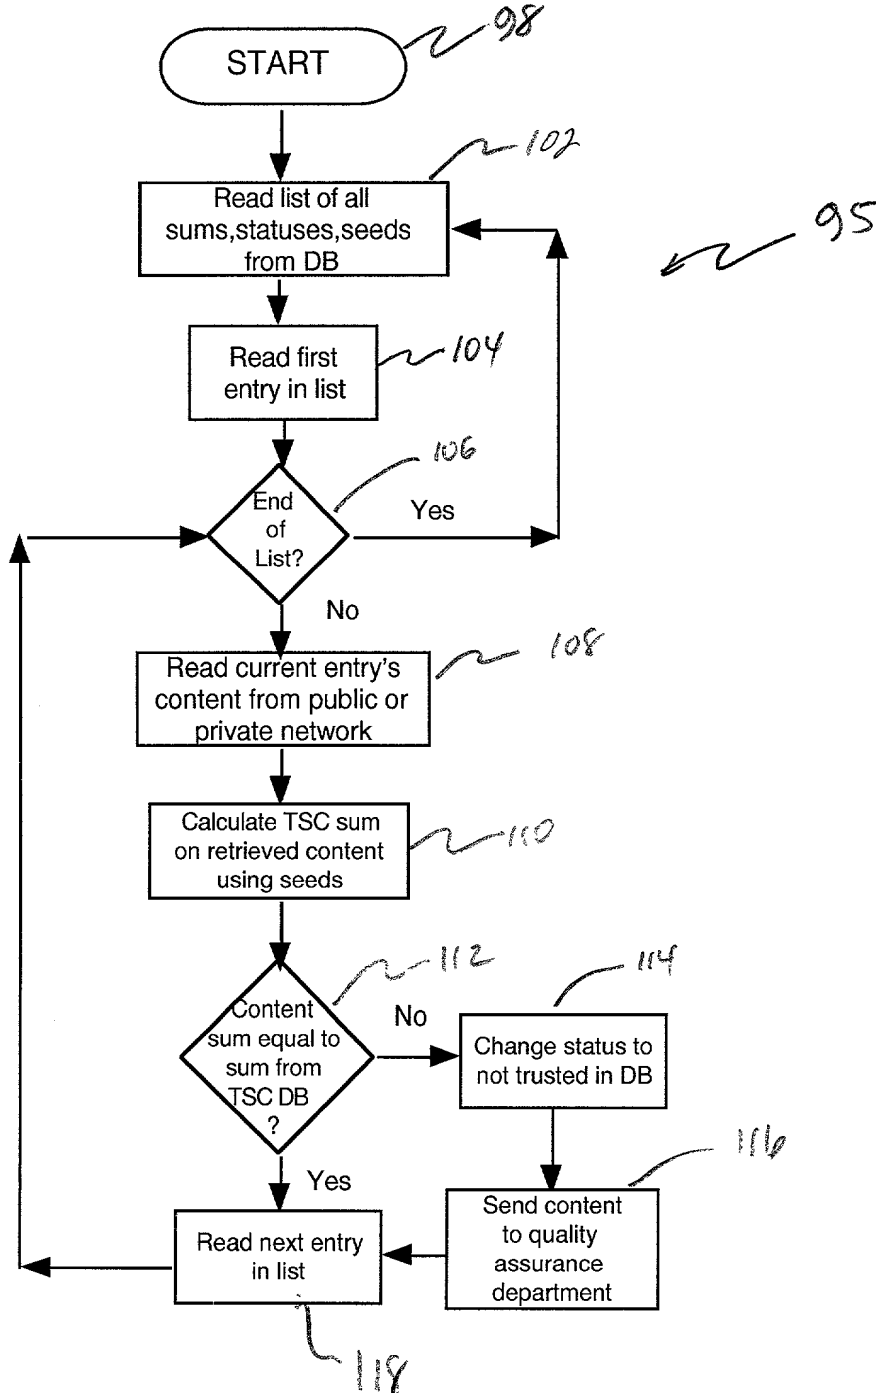 98
START
102
Read list of all
sums,statuses,seeds
from DB
95
Read first
entry in list
104
106
End
of
List?
Yes
No
108
Read current entry's
content from public or
private network
Calculate TSC sum
on retrieved content
using seeds
110
112
114
Content
sum equal to
sum from
TSC DB
?
No
Change status to
not trusted in DB
116
Yes
Send content
to quality
assurance
department
Read next entry
in list
118